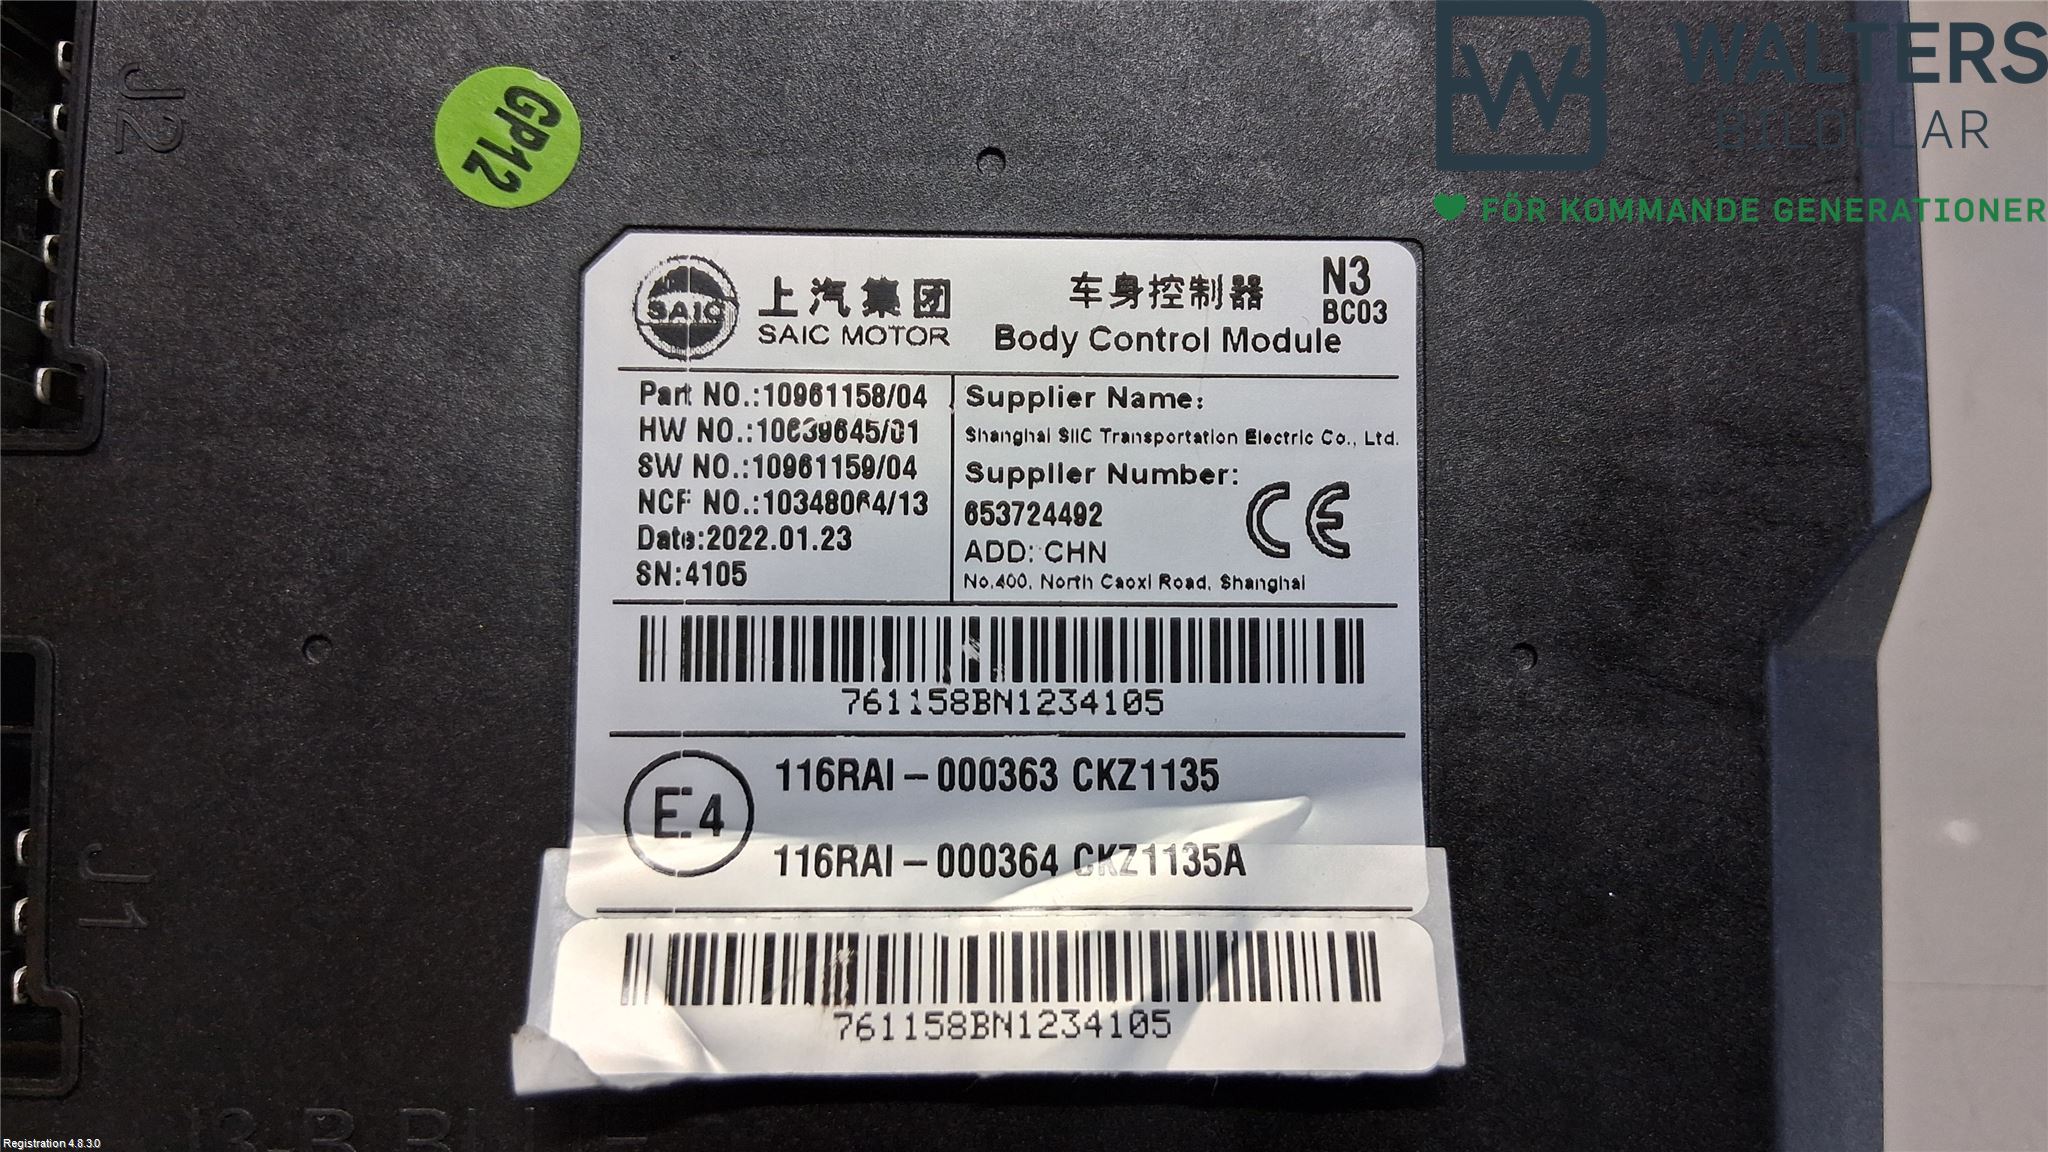 WALTERS
BILDELAR
FÖR KOMMANDE GENERATIONER
J2
GP12
SAIC
上汽集团
SAIC MOTOR
车身控制器
Body Control Module
N3
BC03
Part NO.:10961158/04
HW NO.:10639645/01
SW NO.:10961159/04
NCF NO.:10348064/13
Date:2022.01.23
SN:4105
Supplier Name:
Shanghai SIIC Transportation Electric Co., Ltd.
Supplier Number:
653724492
CE
ADD: CHN
No.400, North Caoxi Road, Shanghai
761158BN1234105
E4
116RAI-000363 CKZ1135
116RAI-000364 CKZ1135A
J1
761158BN1234105
Registration 4.8.3.0